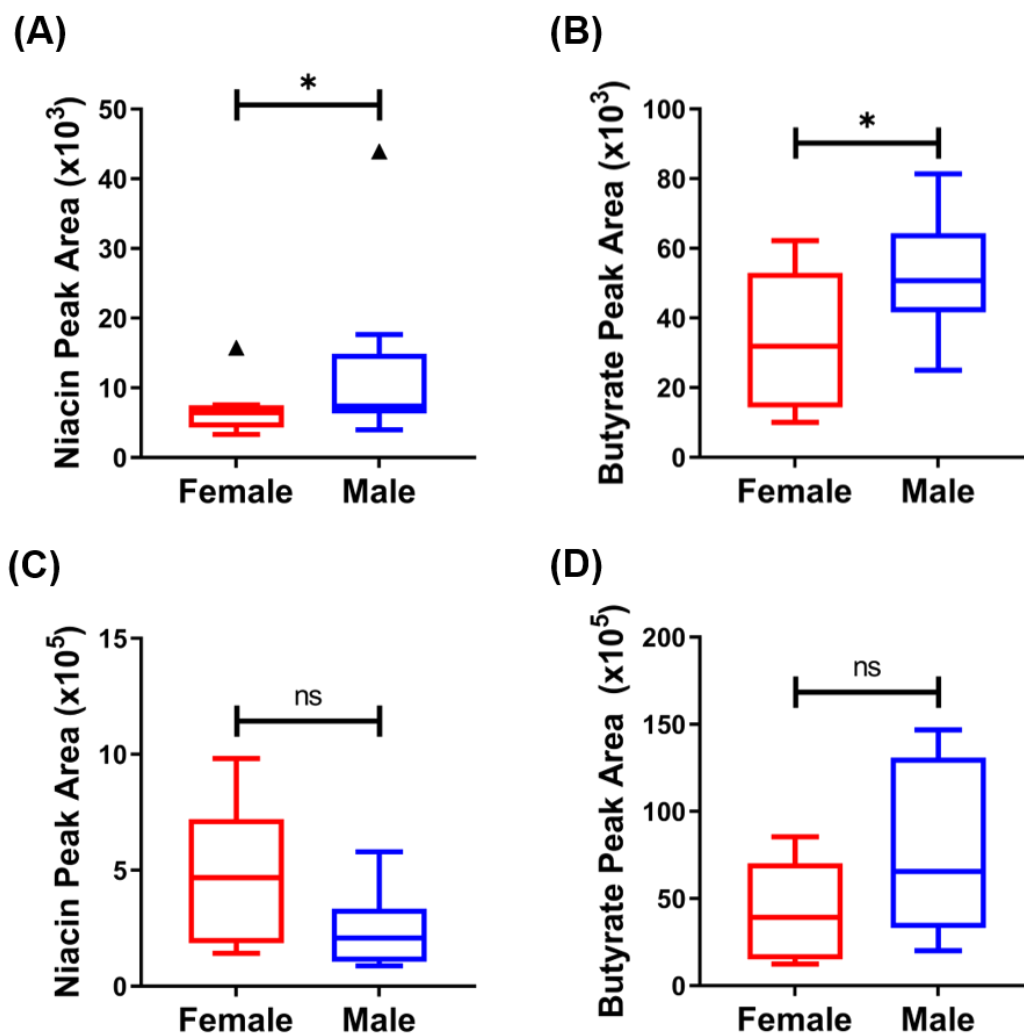 (A)
Niacin Peak Area (x10³)
50
40
30
20
10
0
*
Female
Male
(B)
Butyrate Peak Area (x10³)
100
80
60
40
20
0
*
Female
Male
(C)
Niacin Peak Area (x10⁵)
15
10
5
0
ns
Female
Male
(D)
Butyrate Peak Area (x10⁵)
200
150
100
50
0
ns
Female
Male